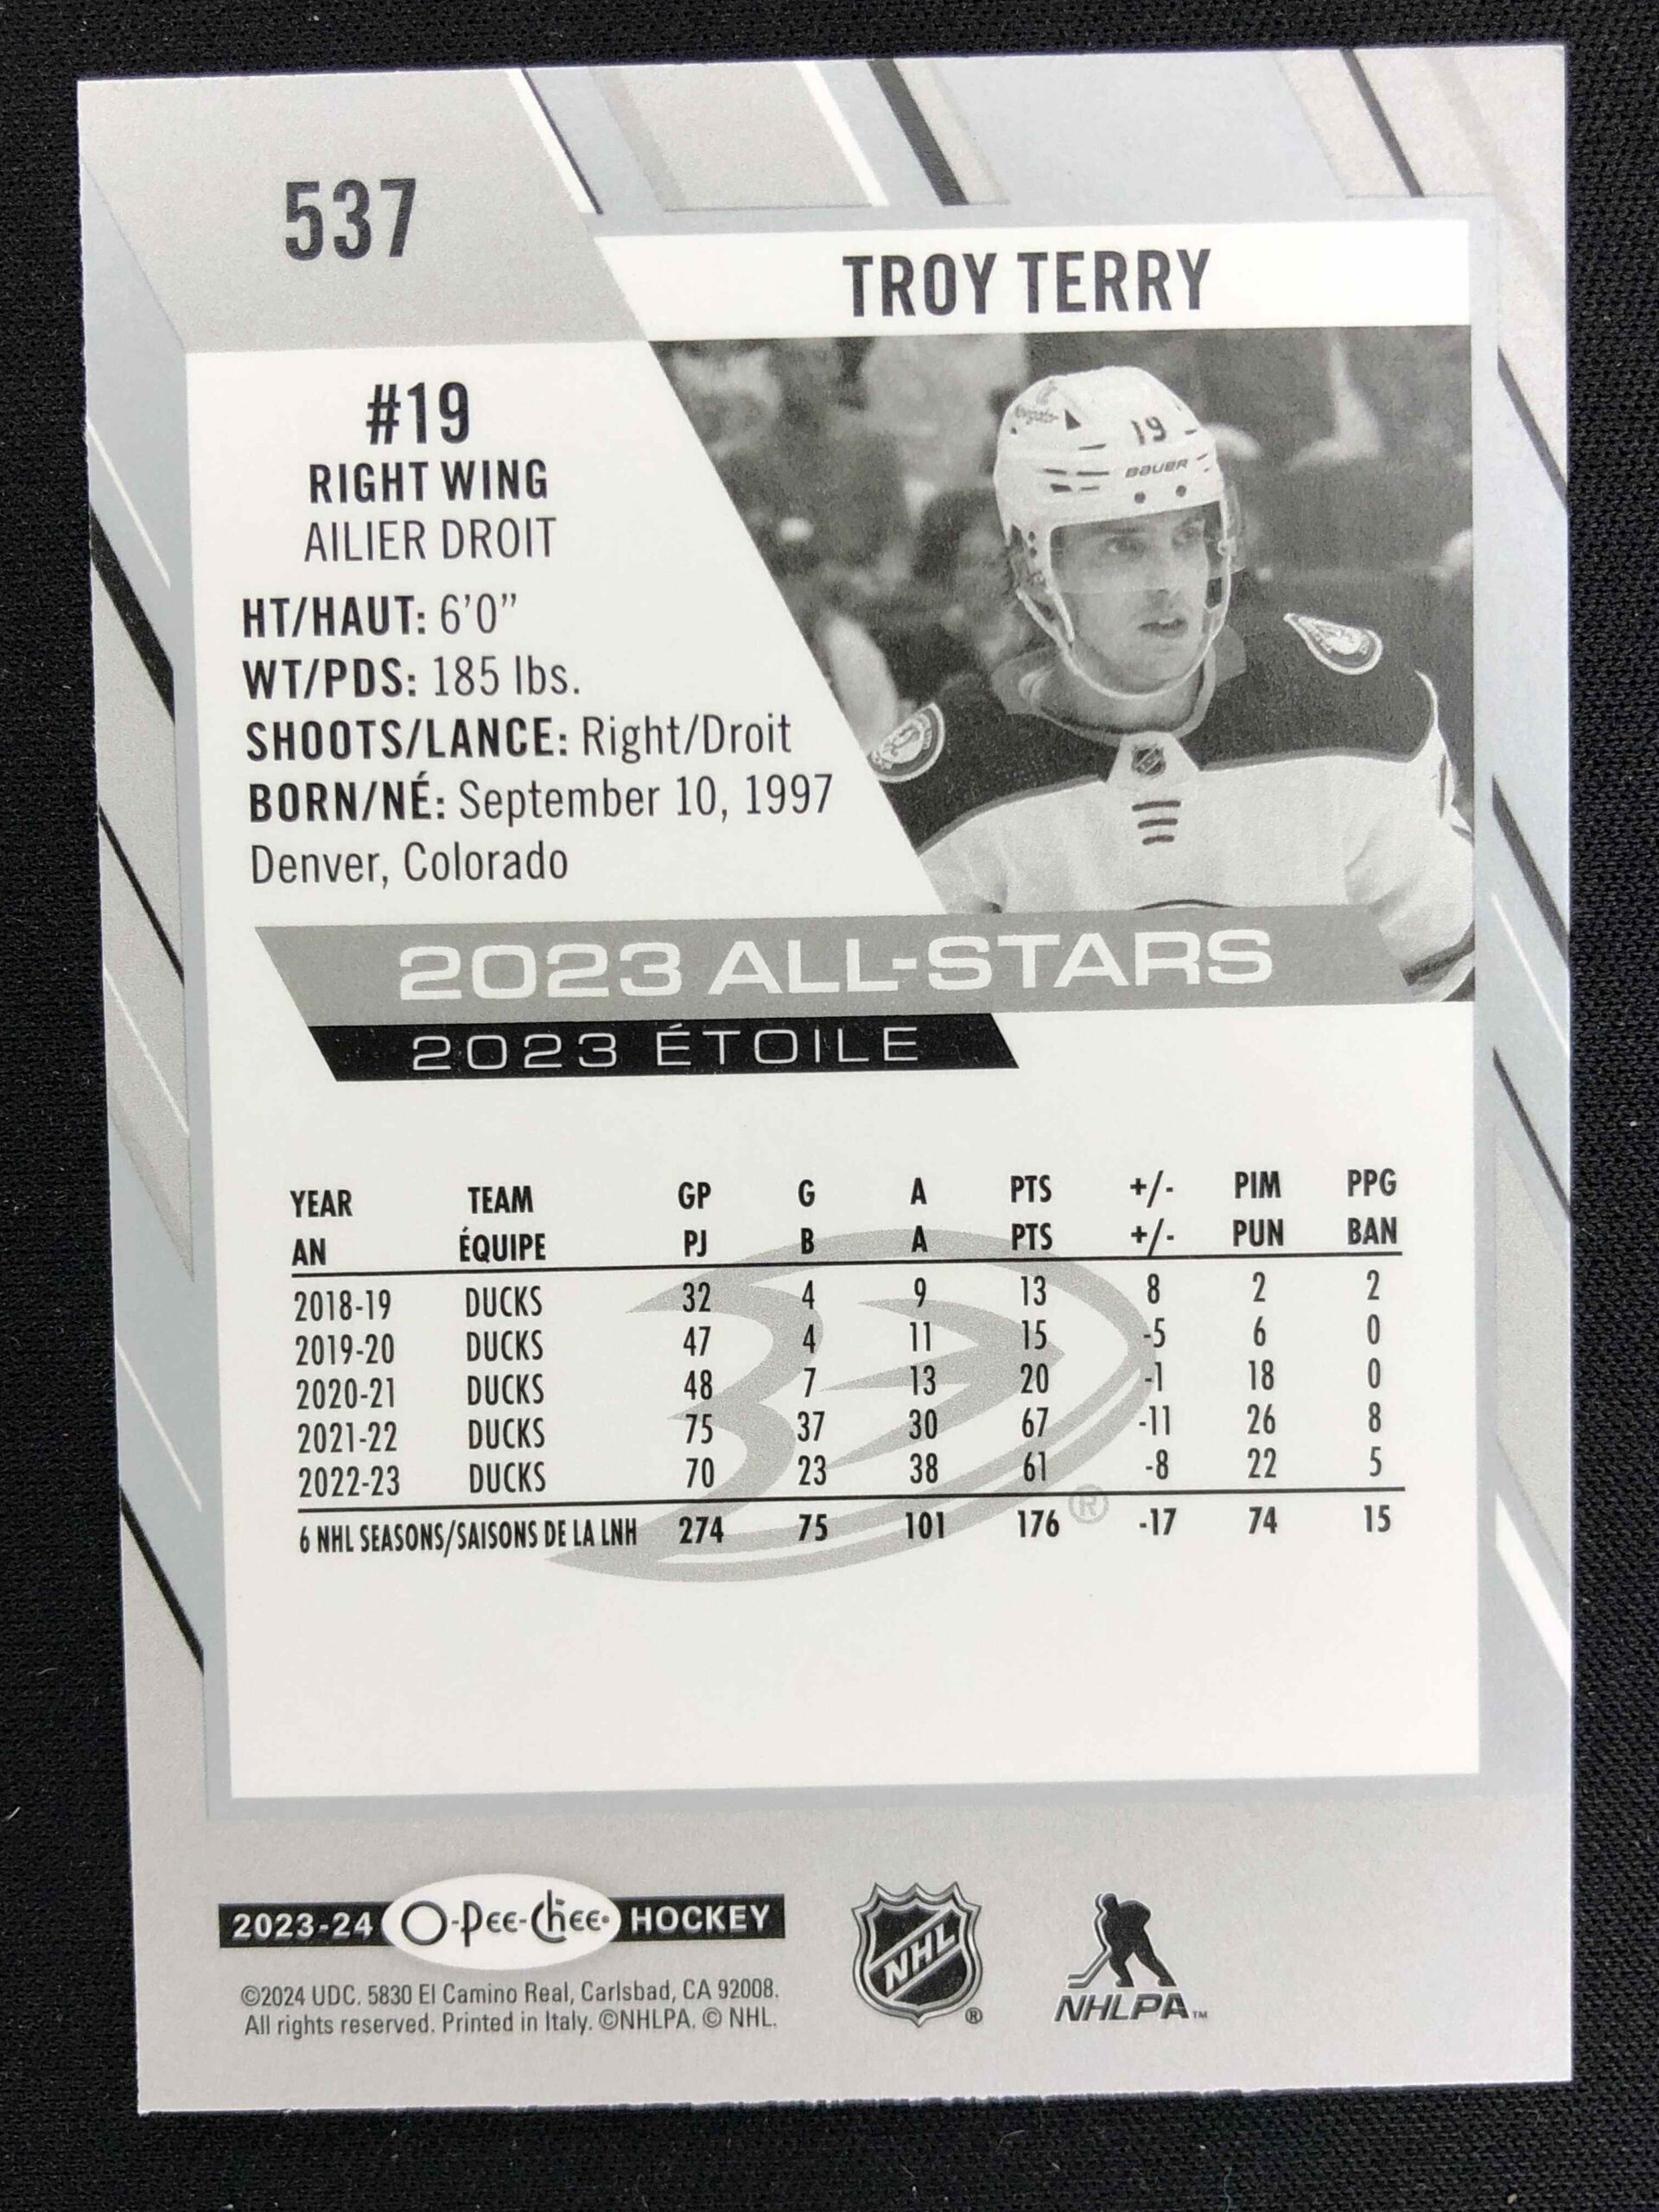 537
TROY TERRY
#19
RIGHT WING
AILIER DROIT
HT/HAUT: 6'0"
WT/PDS: 185 lbs.
SHOOTS/LANCE: Right/Droit
BORN/NÉ: September 10, 1997
Denver, Colorado
Navigator
19
BAUER
2023 ALL-STARS
2023 ÉTOILE
YEAR TEAM GP G A PTS +/- PIM PPG
AN ÉQUIPE PJ B A PTS +/- PUN BAN
2018-19 DUCKS 32 4 9 13 8 2 2
2019-20 DUCKS 47 4 11 15 -5 6 0
2020-21 DUCKS 48 7 13 20 -1 18 0
2021-22 DUCKS 75 37 30 67 -11 26 8
2022-23 DUCKS 70 23 38 61 -8 22 5
6 NHL SEASONS/SAISONS DE LA LNH 274 75 101 176 -17 74 15
®
2023-24 O-Pee-Chee HOCKEY
©2024 UDC. 5830 El Camino Real, Carlsbad, CA 92008.
All rights reserved. Printed in Italy. ©NHLPA. © NHL.
NHL ®
NHLPA™